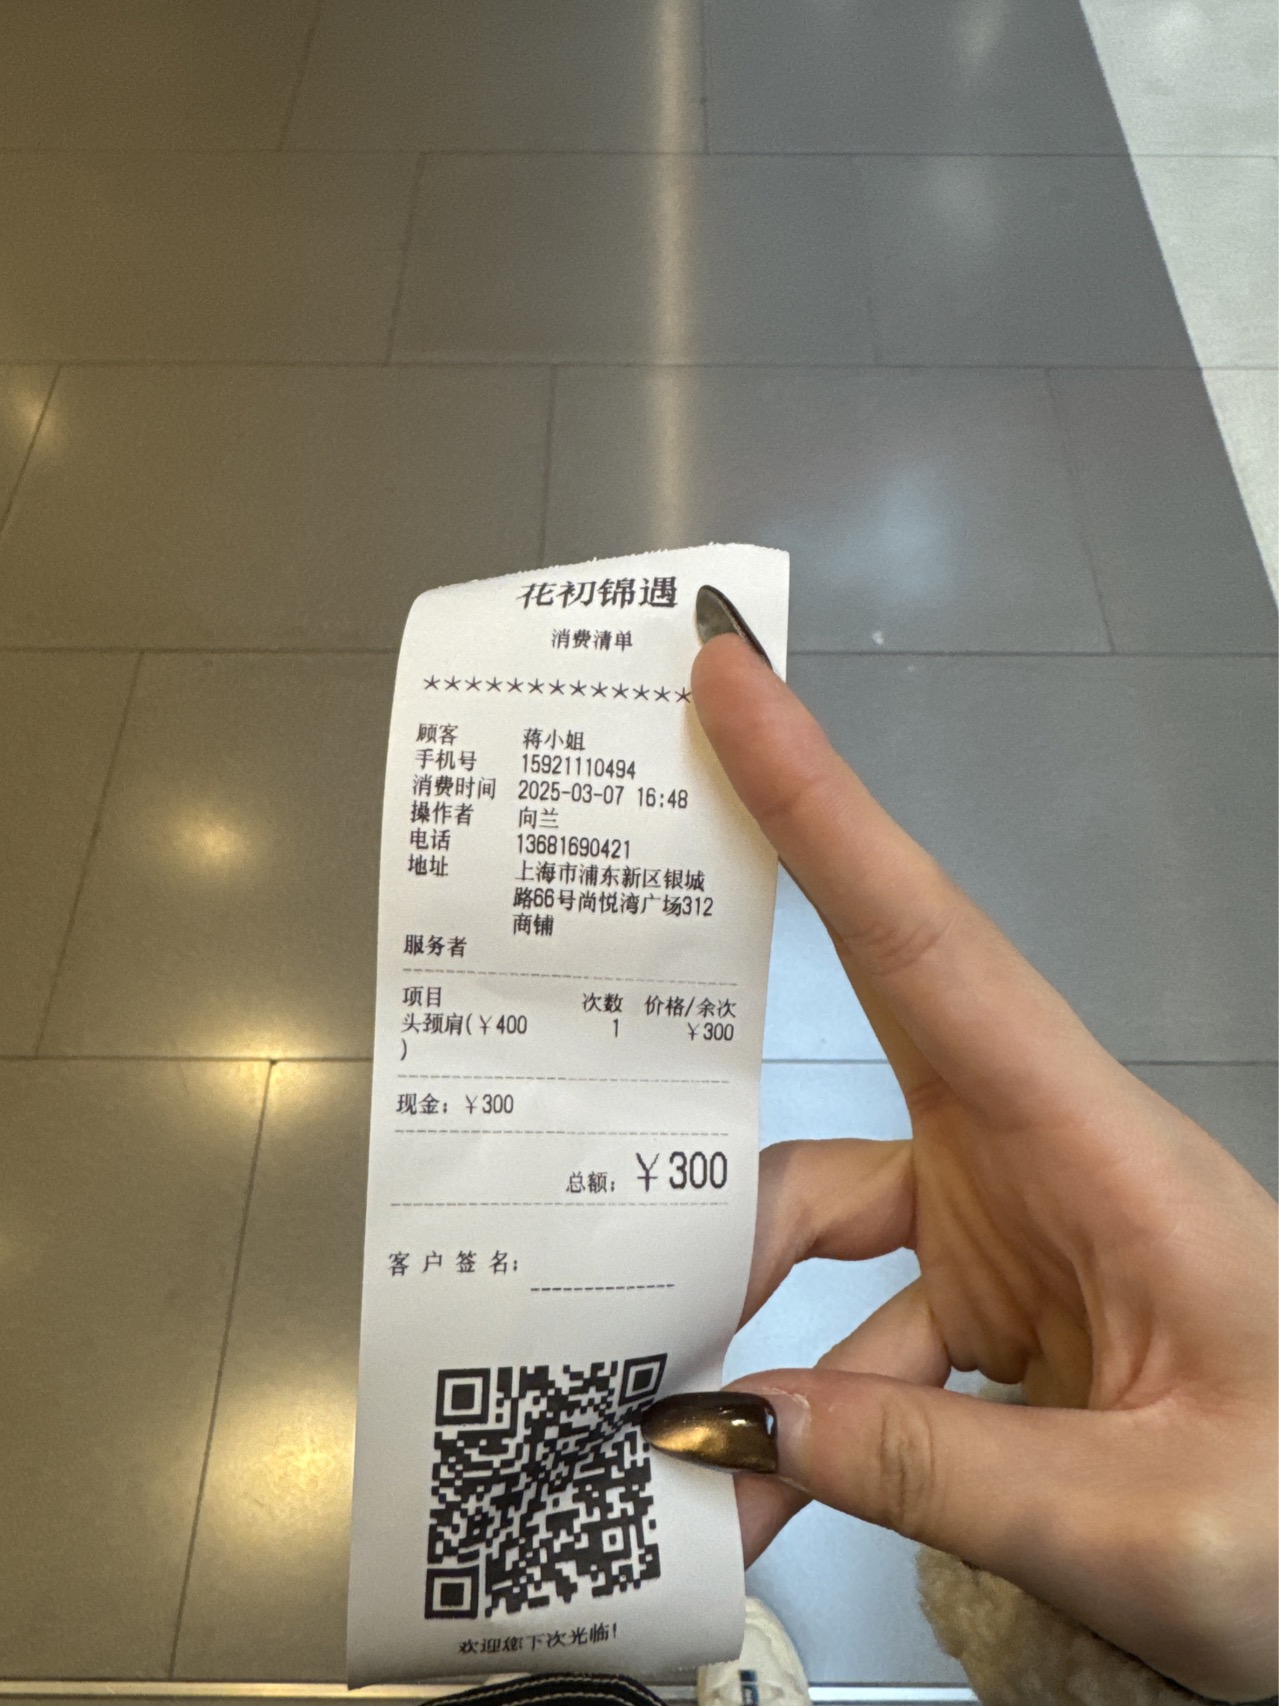 花初锦遇
消费清单
*************
顾客 蒋小姐
手机号 15921110494
消费时间 2025-03-07 16:48
操作者 向兰
电话 13681690421
地址 上海市浦东新区银城
路66号尚悦湾广场312
商铺
服务者
项目 次数 价格/余次
头颈肩(￥400 1 ￥300
)
现金：￥300
总额：￥300
客户签名：
欢迎您下次光临！